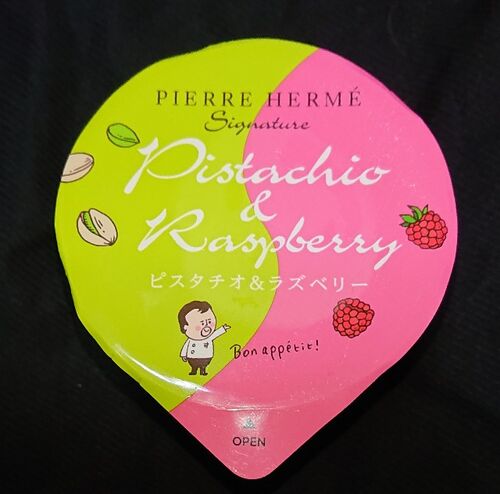 PIERRE HERMÉ
Signature
Pistachio
&
Raspberry
ピスタチオ&ラズベリー
Bon appétit!
OPEN